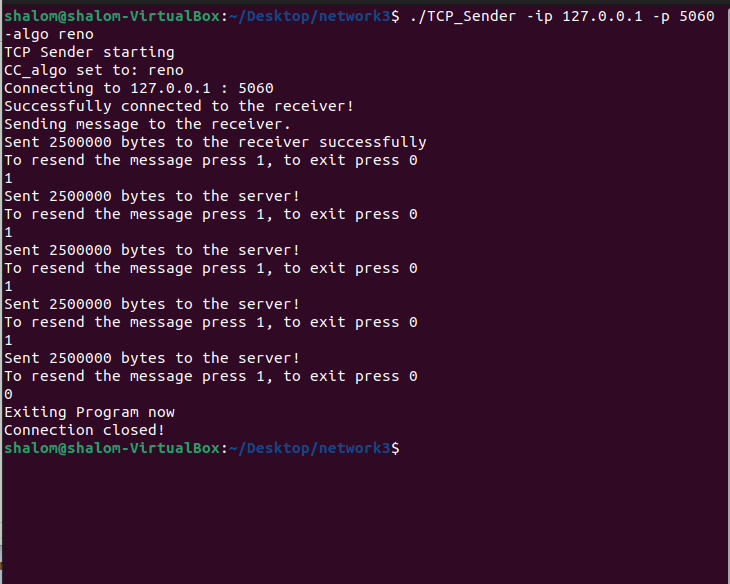 shalom@shalom-VirtualBox:~/Desktop/network3$ ./TCP_Sender -ip 127.0.0.1 -p 5060
-algo reno
TCP Sender starting
CC_algo set to: reno
Connecting to 127.0.0.1 : 5060
Successfully connected to the receiver!
Sending message to the receiver.
Sent 2500000 bytes to the receiver successfully
To resend the message press 1, to exit press 0
1
Sent 2500000 bytes to the server!
To resend the message press 1, to exit press 0
1
Sent 2500000 bytes to the server!
To resend the message press 1, to exit press 0
1
Sent 2500000 bytes to the server!
To resend the message press 1, to exit press 0
1
Sent 2500000 bytes to the server!
To resend the message press 1, to exit press 0
0
Exiting Program now
Connection closed!
shalom@shalom-VirtualBox:~/Desktop/network3$